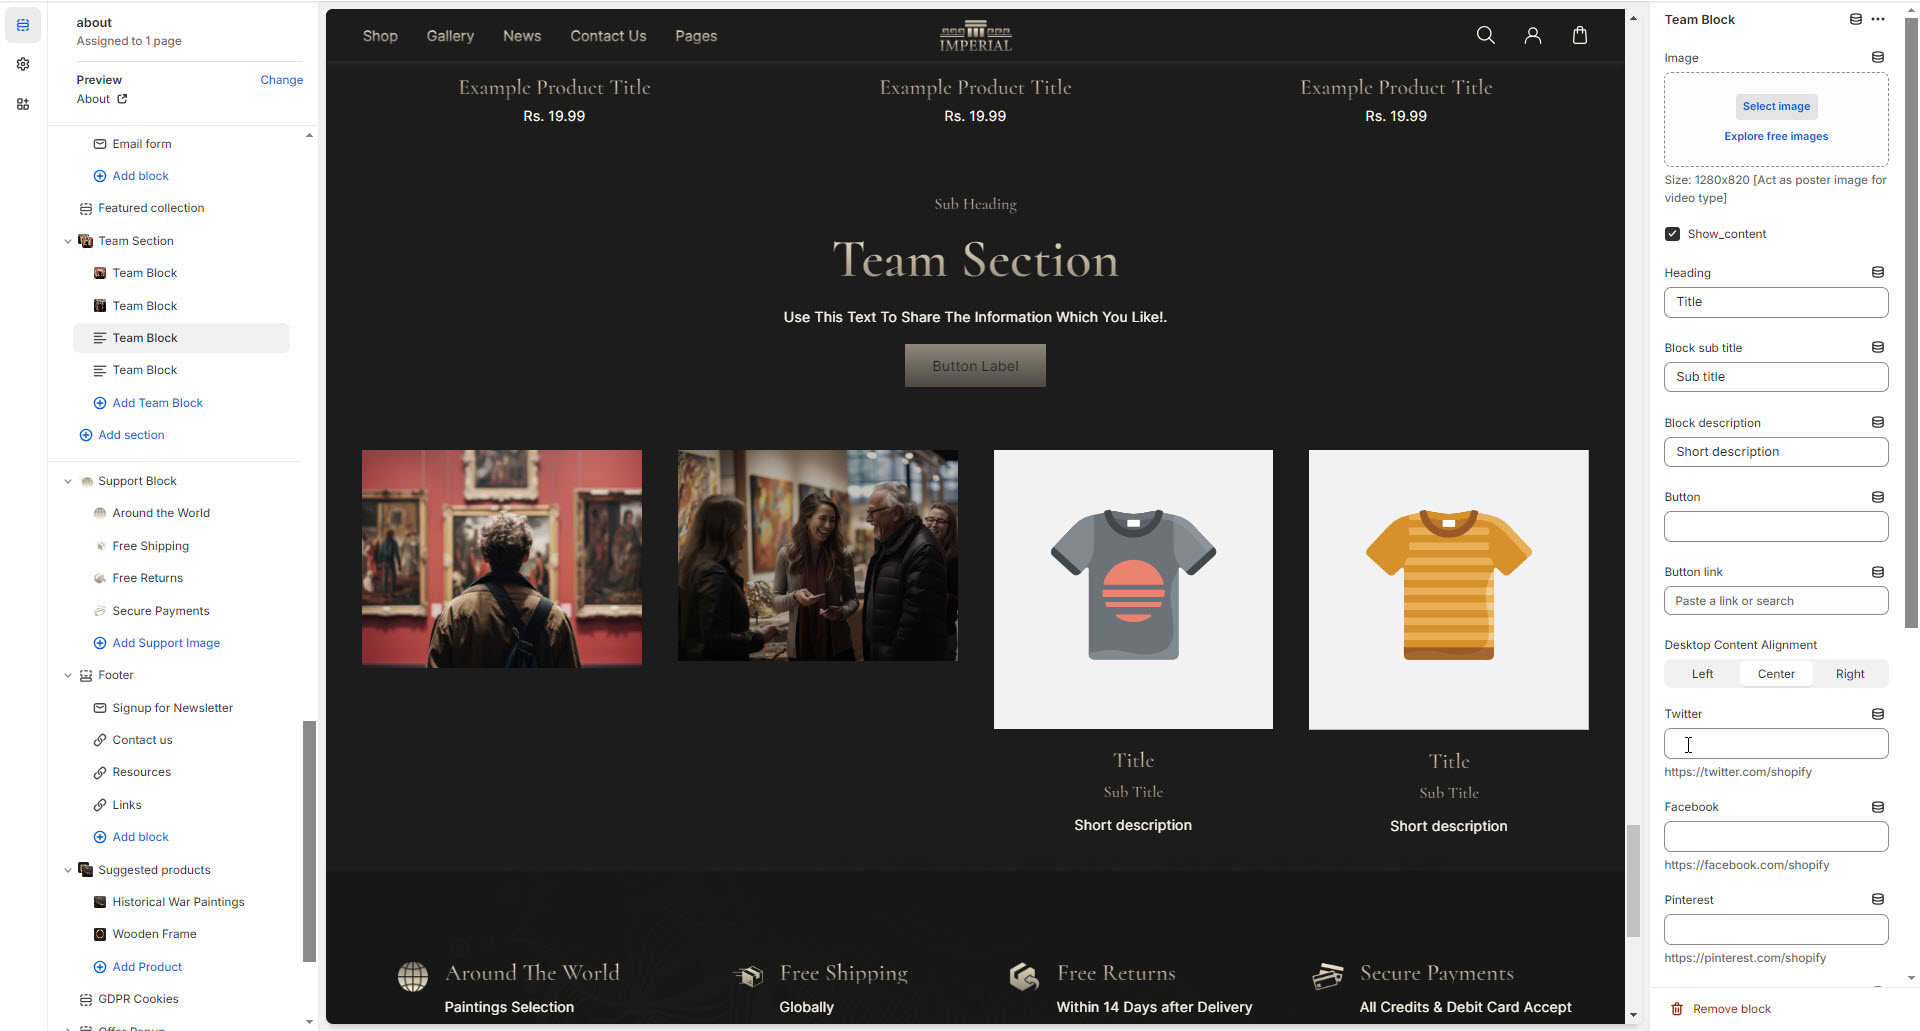 about
Assigned to 1 page
Preview
Change
About
Email form
Add block
Featured collection
Team Section
Team Block
Team Block
Team Block
Team Block
Add Team Block
Add section
Support Block
Around the World
Free Shipping
Free Returns
Secure Payments
Add Support Image
Footer
Signup for Newsletter
Contact us
Resources
Links
Add block
Suggested products
Historical War Paintings
Wooden Frame
Add Product
GDPR Cookies
Shop Gallery News Contact Us Pages
IMPERIAL
Example Product Title Example Product Title Example Product Title
Rs. 19.99 Rs. 19.99 Rs. 19.99
Sub Heading
Team Section
Use This Text To Share The Information Which You Like!.
Button Label
Title Title
Sub Title Sub Title
Short description Short description
Around The World Free Shipping Free Returns Secure Payments
Paintings Selection Globally Within 14 Days after Delivery All Credits & Debit Card Accept
Team Block
Image
Select image
Explore free images
Size: 1280x820 [Act as poster image for
video type]
Show_content
Heading
Title
Block sub title
Sub title
Block description
Short description
Button
Button link
Paste a link or search
Desktop Content Alignment
Left Center Right
Twitter
https://twitter.com/shopify
Facebook
https://facebook.com/shopify
Pinterest
https://pinterest.com/shopify
Remove block